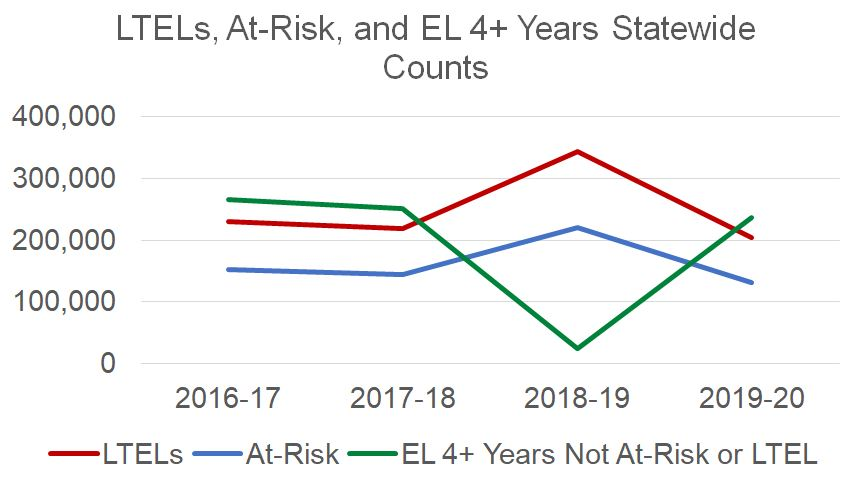 LTELs, At-Risk, and EL 4+ Years Statewide
Counts
400,000
300,000
200,000
100,000
0
2016-17 2017-18 2018-19 2019-20
LTELs At-Risk EL 4+ Years Not At-Risk or LTEL